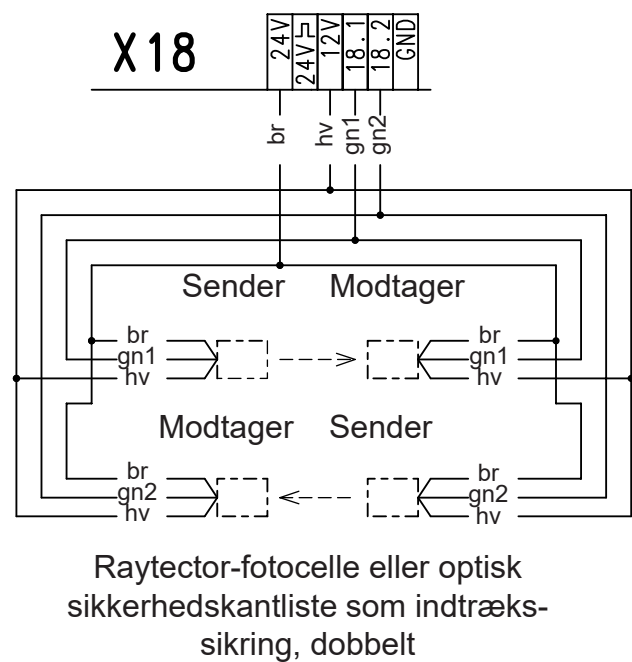 X18
24V
24V
12V
18.1
18.2
GND
br
hv
gn1
gn2
Sender Modtager
br br
gn1 gn1
hv hv
Modtager Sender
br br
gn2 gn2
hv hv
Raytector-fotocelle eller optisk
sikkerhedskantliste som indtræks-
sikring, dobbelt